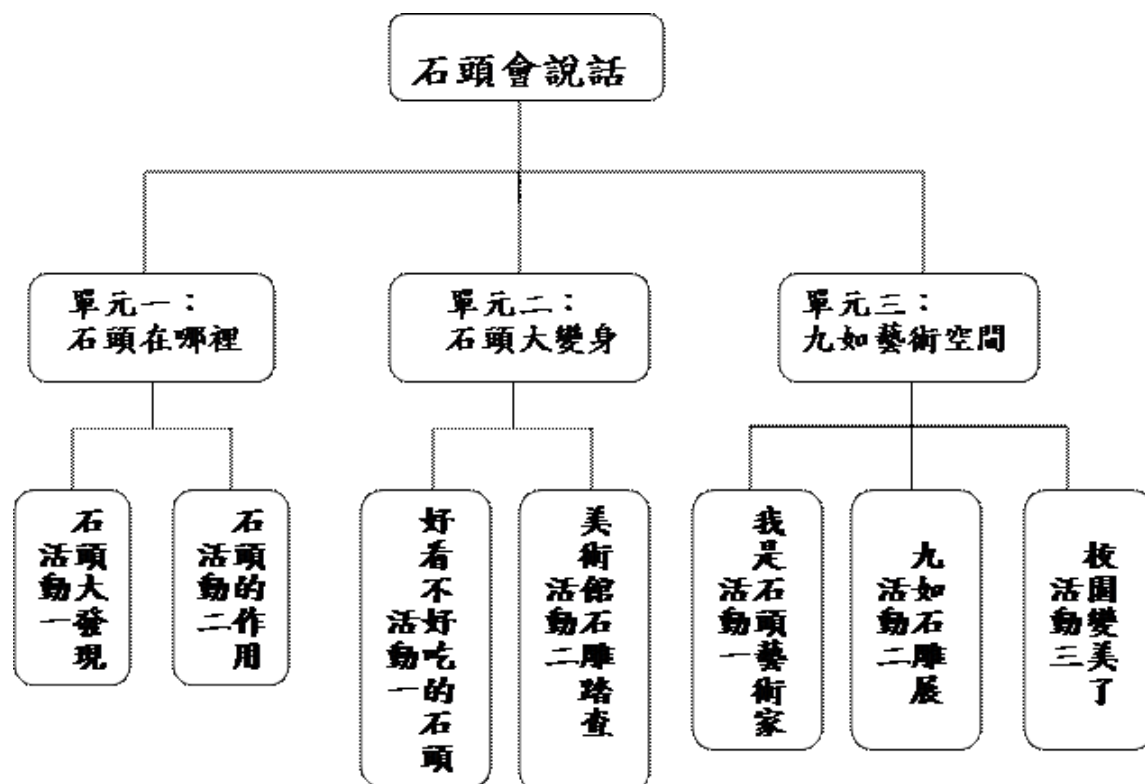 石頭會說話
單元一：
石頭在哪裡
單元二：
石頭大變身
單元三：
九如藝術空間
石頭大發現
活動一
石頭的作用
活動二
好看不好吃的石頭
活動一
美術館石雕踏查
活動二
我是石頭藝術家
活動一
九如石雕展
活動二
校園變美了
活動三